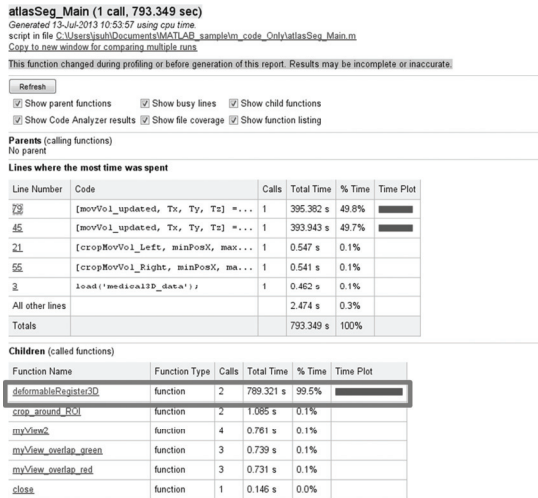 atlasSeg_Main (1 call, 793.349 sec)
Generated 13-Jul-2013 10:53:57 using cpu time.
script in file C:\Users\jsuh\Documents\MATLAB_sample\m_code_Only\atlasSeg_Main.m
Copy to new window for comparing multiple runs
This function changed during profiling or before generation of this report. Results may be incomplete or inaccurate.
Refresh
Show parent functions Show busy lines Show child functions
Show Code Analyzer results Show file coverage Show function listing
Parents (calling functions)
No parent
Lines where the most time was spent
Line Number Code Calls Total Time % Time Time Plot
79 [movVol_updated, Tx, Ty, Tz] =... 1 395.382 s 49.8%
45 [movVol_updated, Tx, Ty, Tz] =... 1 393.943 s 49.7%
21 [cropMovVol_Left, minPosX, max... 1 0.547 s 0.1%
55 [cropMovVol_Right, minPosX, ma... 1 0.541 s 0.1%
3 load('medical3D_data'); 1 0.462 s 0.1%
All other lines 2.474 s 0.3%
Totals 793.349 s 100%
Children (called functions)
Function Name Function Type Calls Total Time % Time Time Plot
deformableRegister3D function 2 789.321 s 99.5%
crop_around_ROI function 2 1.085 s 0.1%
myView2 function 4 0.761 s 0.1%
myView_overlap_green function 3 0.739 s 0.1%
myView_overlap_red function 3 0.731 s 0.1%
close function 1 0.146 s 0.0%